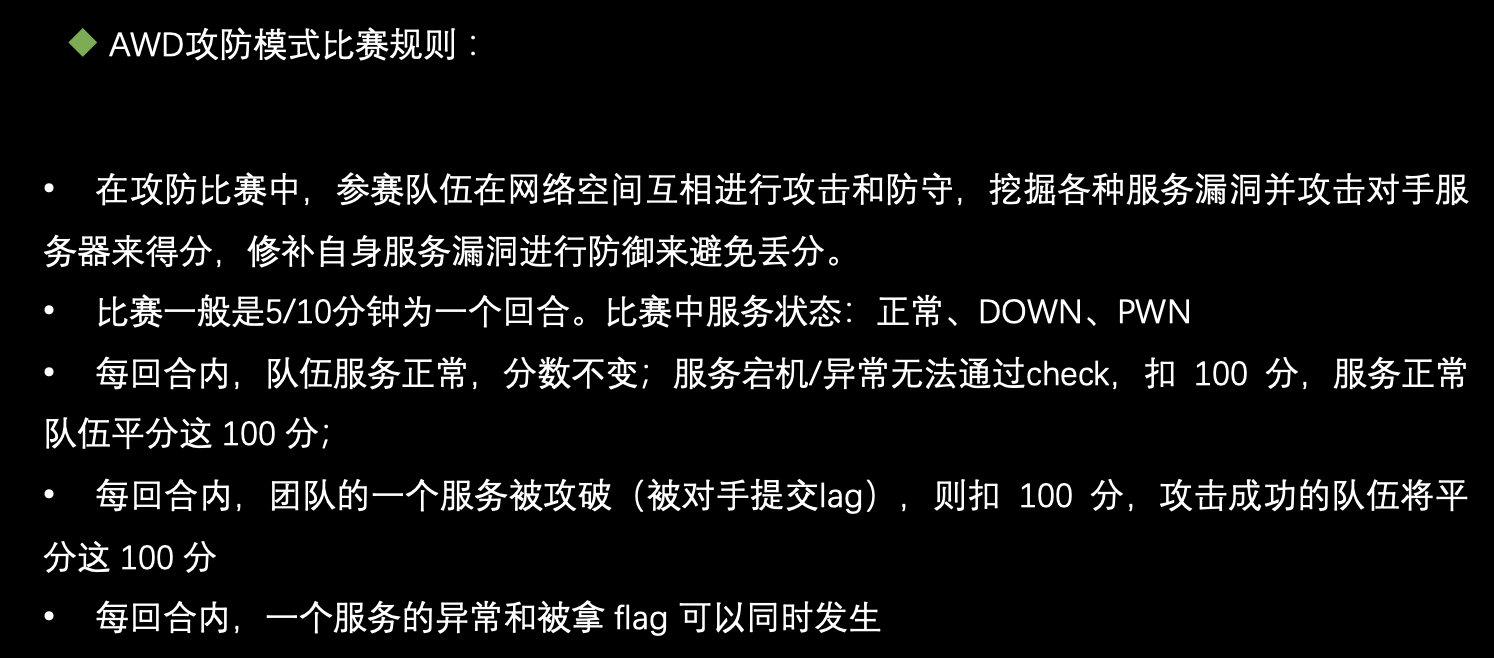 ◆ AWD攻防模式比赛规则：
• 在攻防比赛中，参赛队伍在网络空间互相进行攻击和防守，挖掘各种服务漏洞并攻击对手服
务器来得分，修补自身服务漏洞进行防御来避免丢分。
• 比赛一般是5/10分钟为一个回合。比赛中服务状态：正常、DOWN、PWN
• 每回合内，队伍服务正常，分数不变；服务宕机/异常无法通过check，扣 100 分，服务正常
队伍平分这 100 分；
• 每回合内，团队的一个服务被攻破（被对手提交lag），则扣 100 分，攻击成功的队伍将平
分这 100 分
• 每回合内，一个服务的异常和被拿 flag 可以同时发生